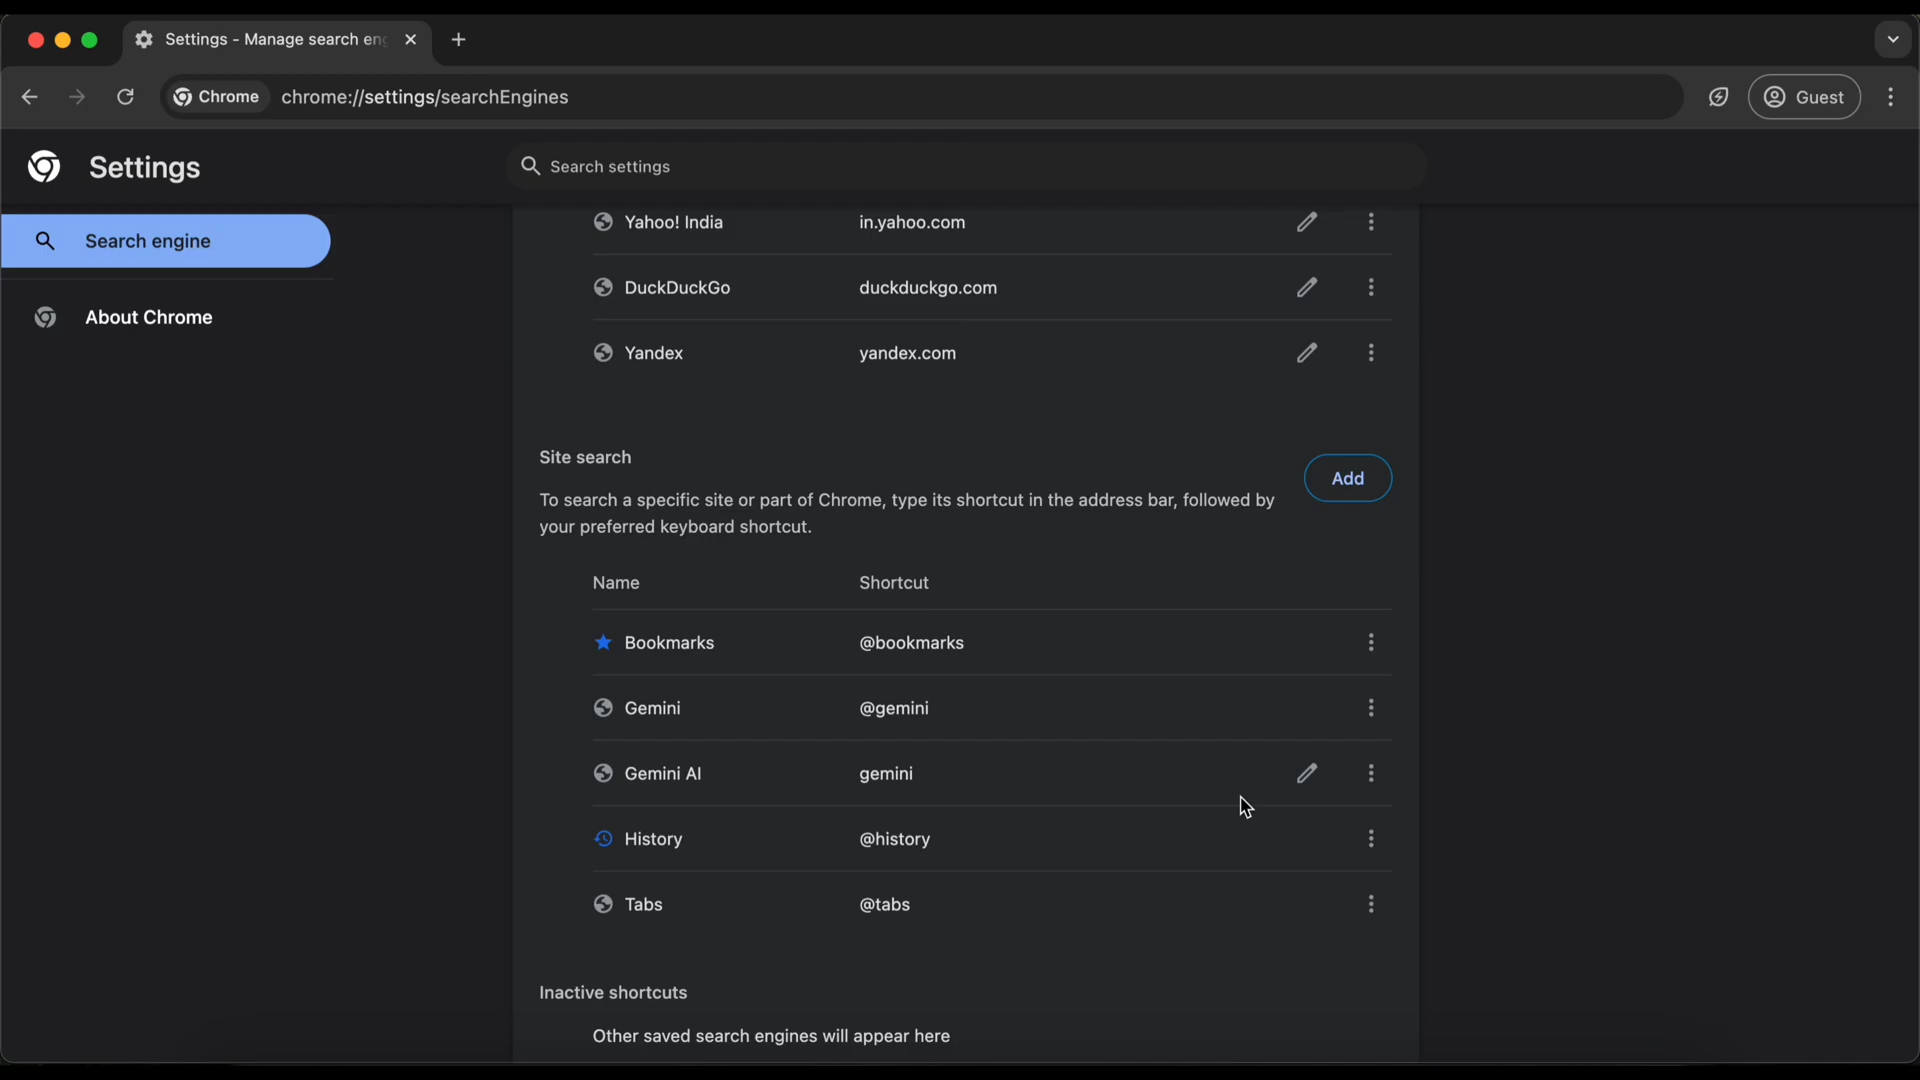 Settings - Manage search en
Chrome chrome://settings/searchEngines Guest
Settings Search settings
Search engine
About Chrome
Yahoo! India in.yahoo.com
DuckDuckGo duckduckgo.com
Yandex yandex.com
Site search
Add
To search a specific site or part of Chrome, type its shortcut in the address bar, followed by
your preferred keyboard shortcut.
Name Shortcut
Bookmarks @bookmarks
Gemini @gemini
Gemini AI gemini
History @history
Tabs @tabs
Inactive shortcuts
Other saved search engines will appear here